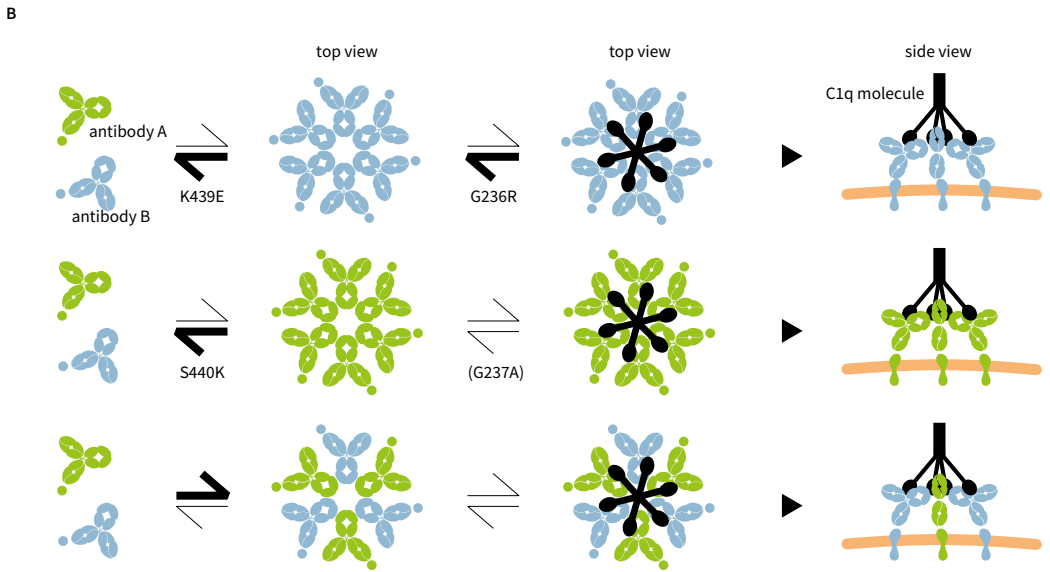 B
top view
top view
side view
C1q molecule
antibody A
K439E
G236R
antibody B
S440K
(G237A)